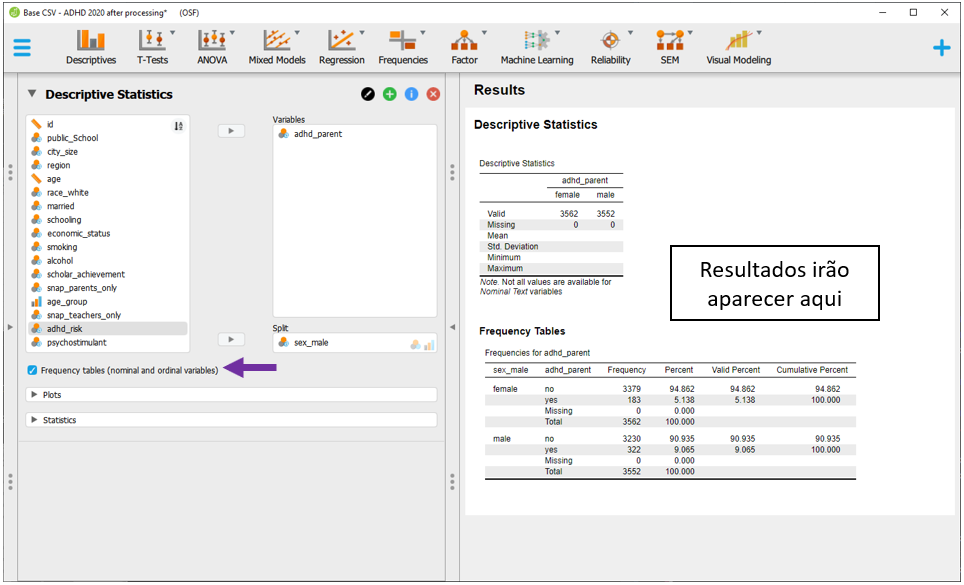 Base CSV - ADHD 2020 after processing* (OSF)
Descriptives T-Tests ANOVA Mixed Models Regression Frequencies Factor Machine Learning Reliability SEM Visual Modeling
Descriptive Statistics
id
public_School
city_size
region
age
race_white
married
schooling
economic_status
smoking
alcohol
scholar_achievement
snap_parents_only
age_group
snap_teachers_only
adhd_risk
psychostimulant
Variables
adhd_parent
Split
sex_male
Frequency tables (nominal and ordinal variables)
Plots
Statistics
Results
Descriptive Statistics
Descriptive Statistics
adhd_parent
female male
Valid 3562 3552
Missing 0 0
Mean
Std. Deviation
Minimum
Maximum
Note. Not all values are available for
Nominal Text variables
Resultados irão
aparecer aqui
Frequency Tables
Frequencies for adhd_parent
sex_male adhd_parent Frequency Percent Valid Percent Cumulative Percent
female no 3379 94.862 94.862 94.862
yes 183 5.138 5.138 100.000
Missing 0 0.000
Total 3562 100.000
male no 3230 90.935 90.935 90.935
yes 322 9.065 9.065 100.000
Missing 0 0.000
Total 3552 100.000